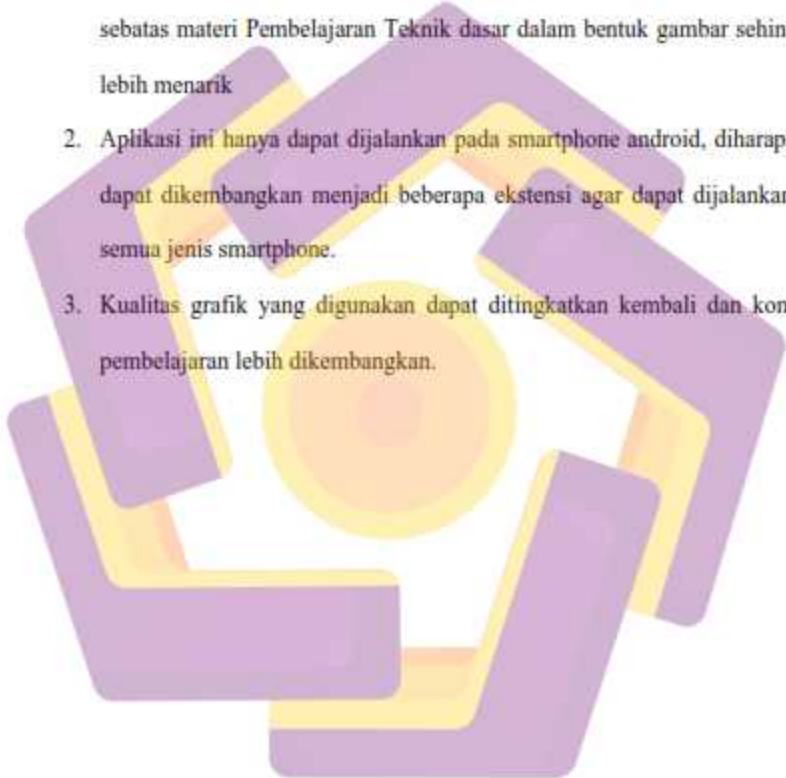 sebatas materi Pembelajaran Teknik dasar dalam bentuk gambar sehin
lebih menarik
2. Aplikasi ini hanya dapat dijalankan pada smartphone android, diharap
dapat dikembangkan menjadi beberapa ekstensi agar dapat dijalankan
semua jenis smartphone.
3. Kualitas grafik yang digunakan dapat ditingkatkan kembali dan kon
pembelajaran lebih dikembangkan.